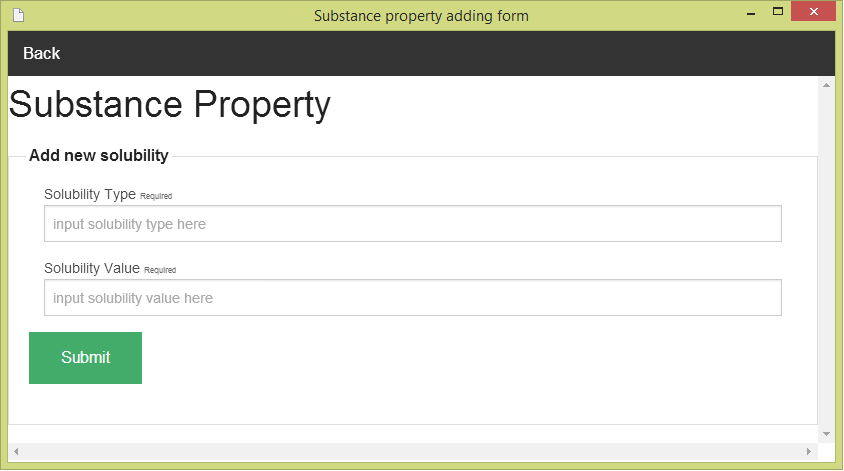 Substance property adding form
Back
Substance Property
Add new solubility
Solubility Type Required
input solubility type here
Solubility Value Required
input solubility value here
Submit